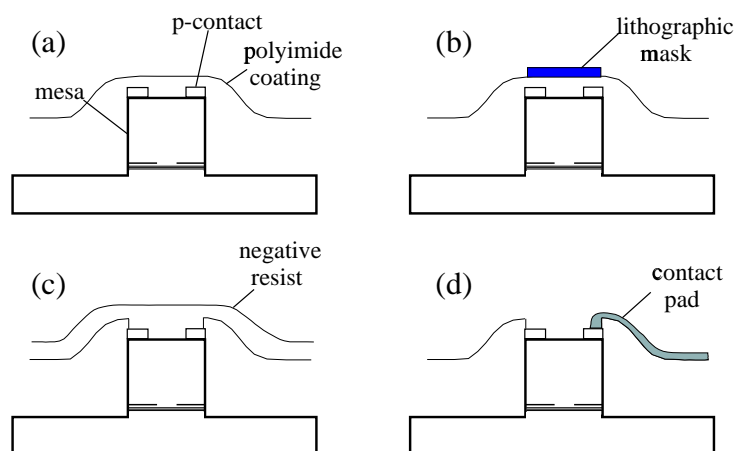 (a)
p-contact
polyimide
coating
mesa
(b)
lithographic
mask
(c)
negative
resist
(d)
contact
pad